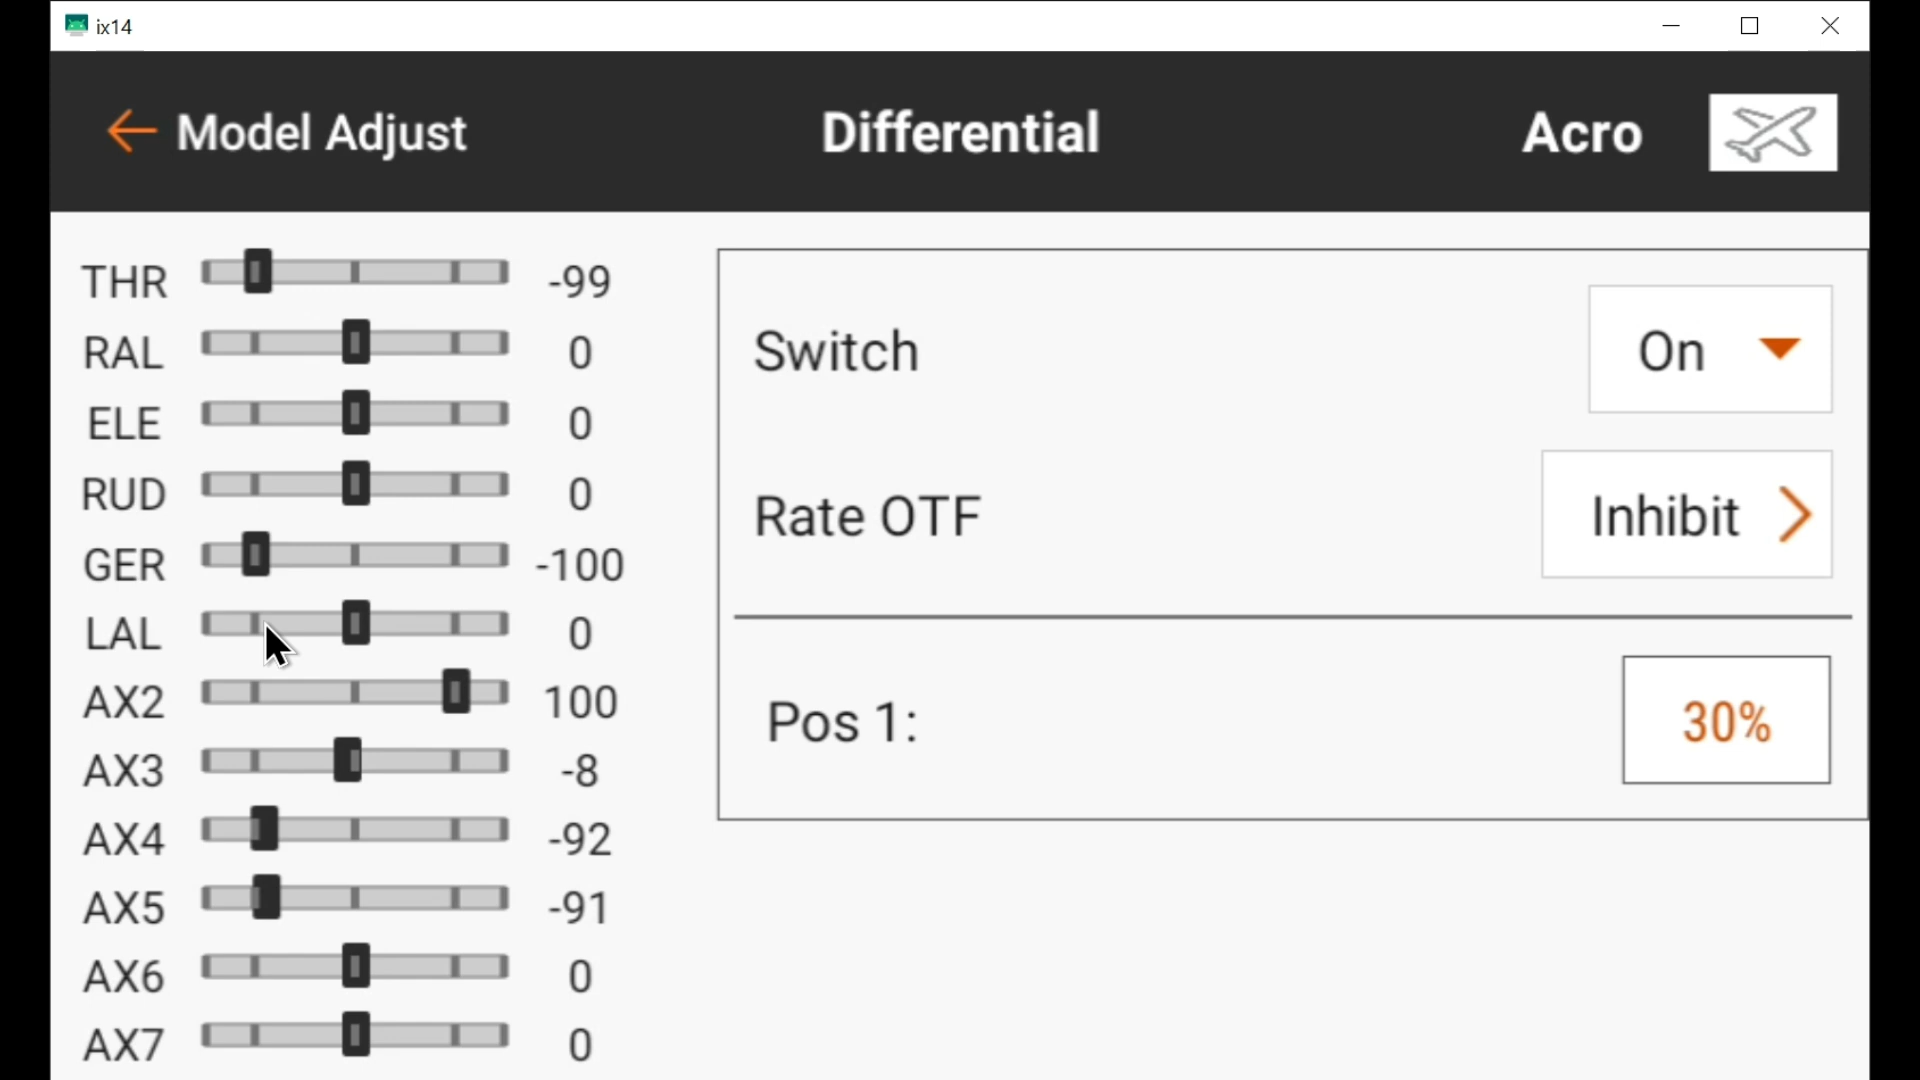 ix14
Model Adjust Differential Acro
THR -99
RAL 0
ELE 0
RUD 0
GER -100
LAL 0
AX2 100
AX3 -8
AX4 -92
AX5 -91
AX6 0
AX7 0
Switch On
Rate OTF Inhibit
Pos 1: 30%